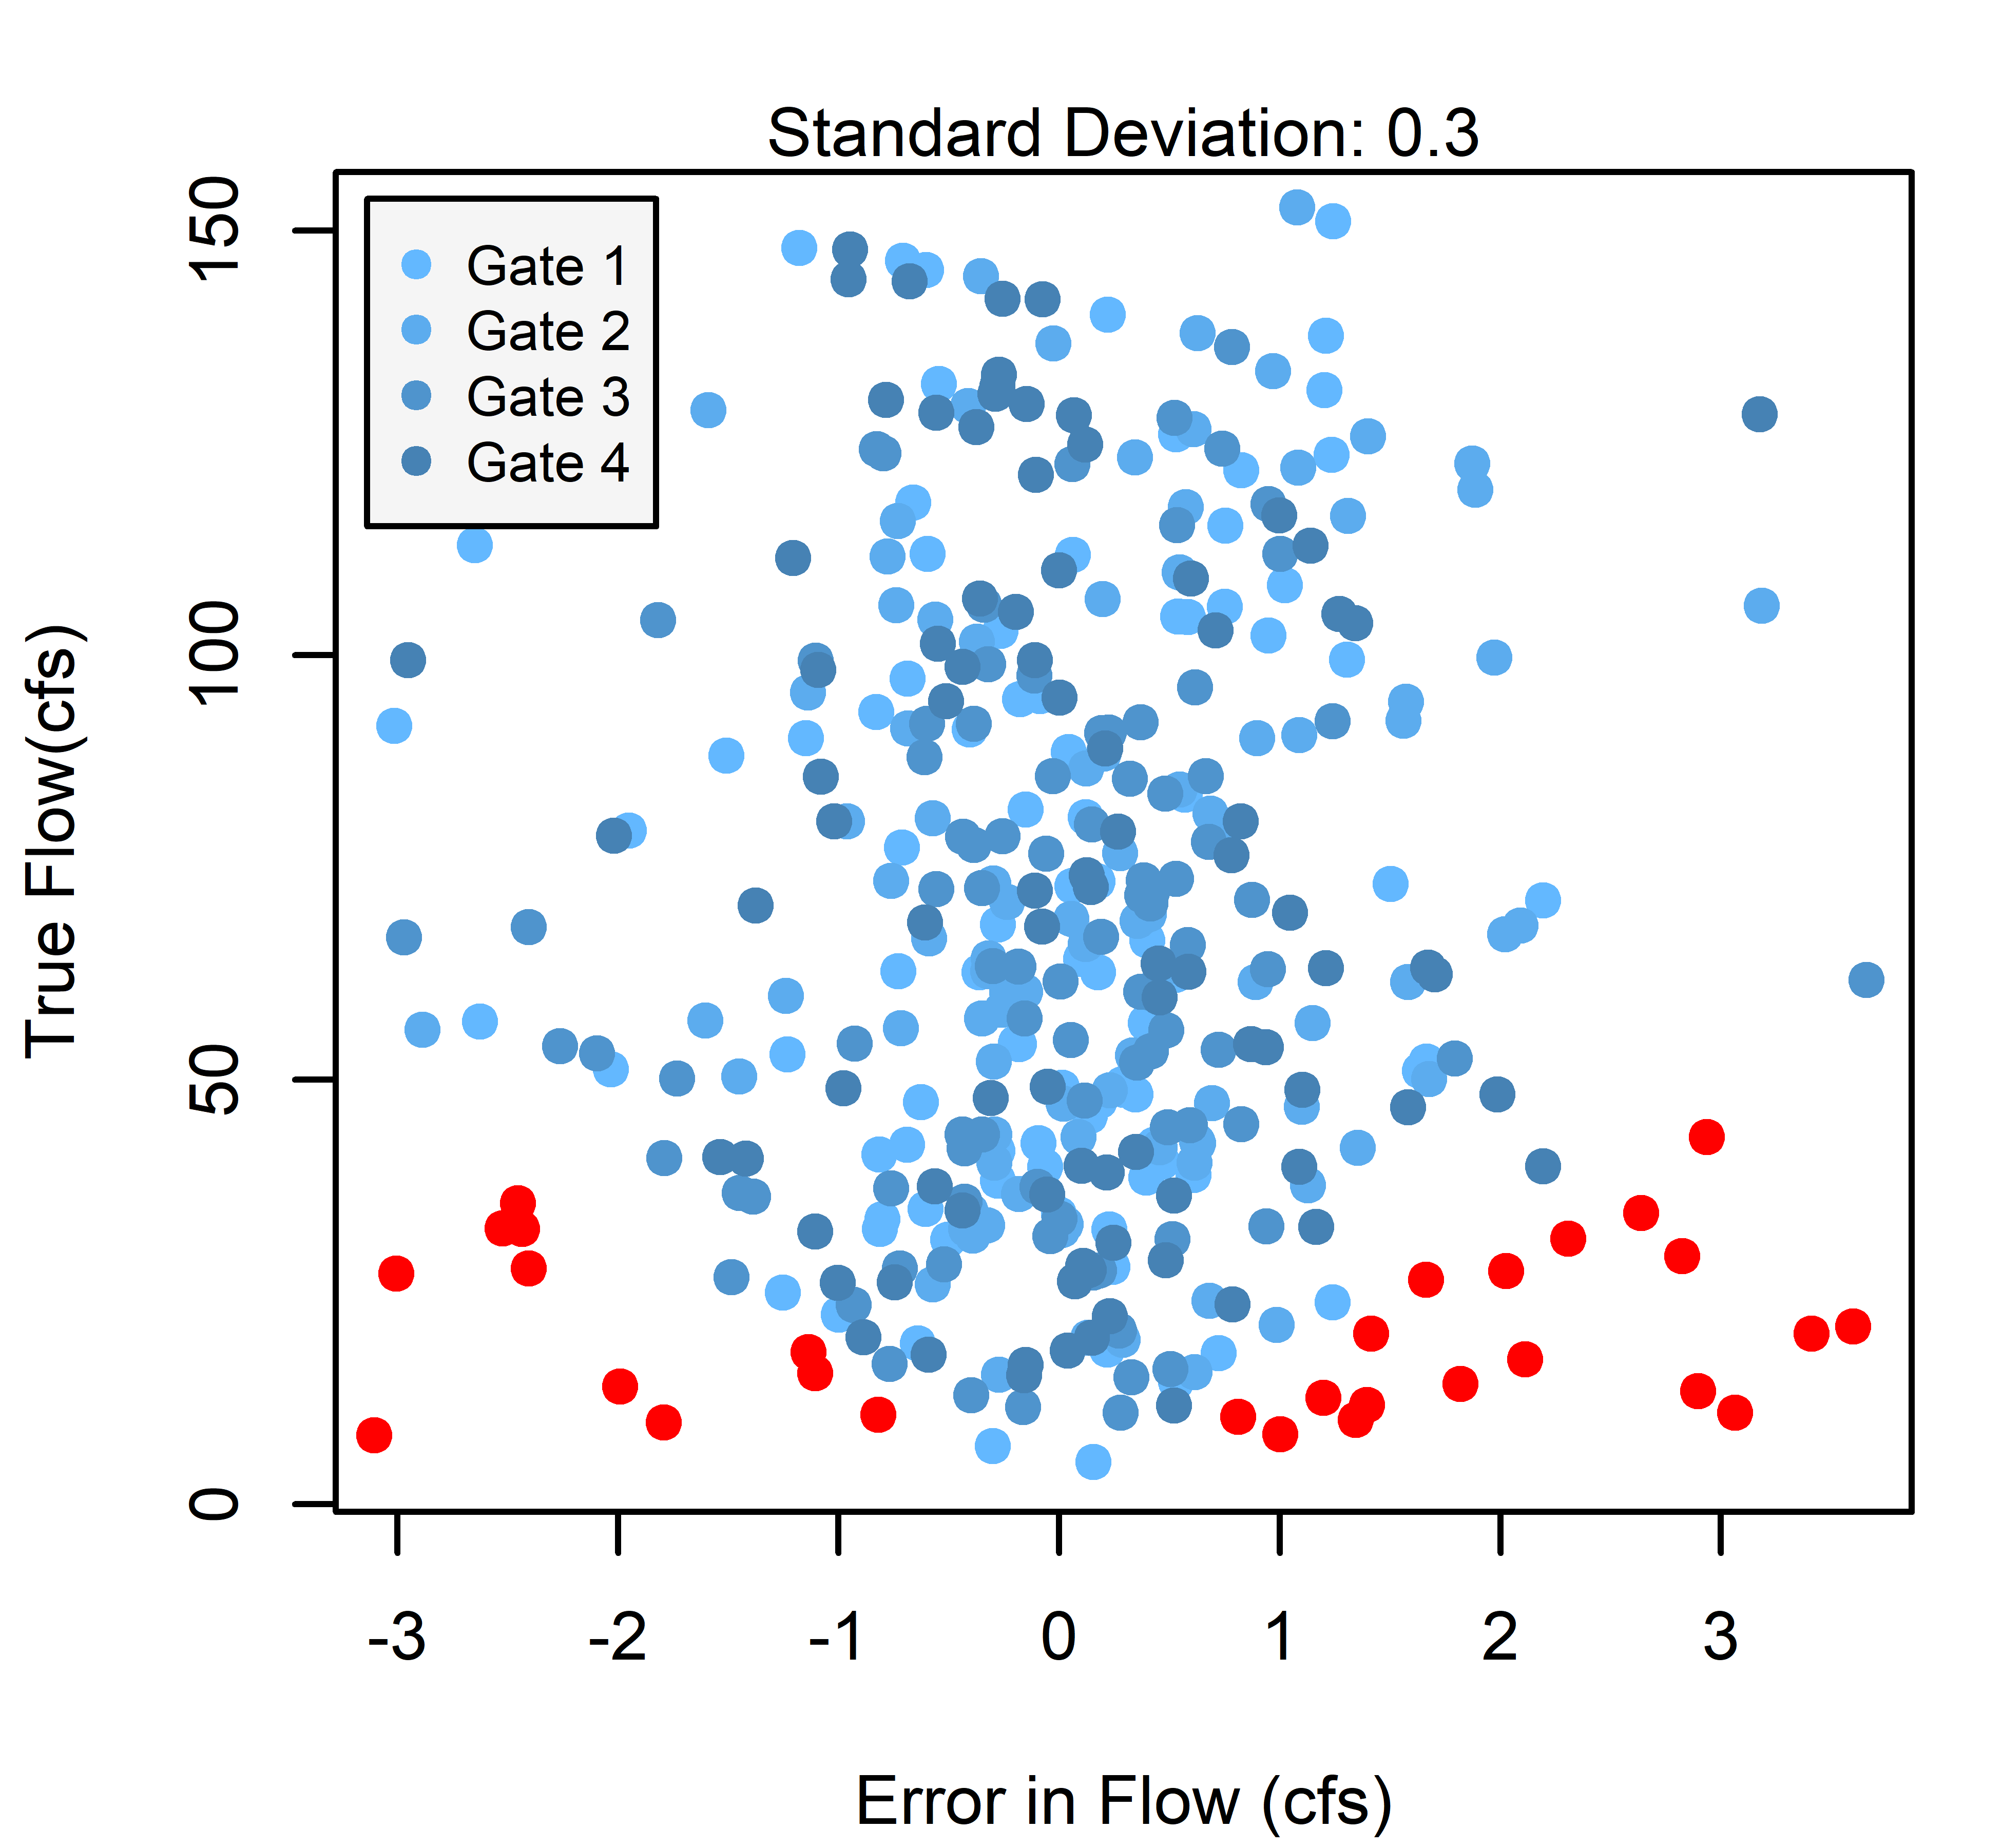 Standard Deviation: 0.3
150
100
50
0
True Flow(cfs)
Gate 1
Gate 2
Gate 3
Gate 4
-3 -2 -1 0 1 2 3
Error in Flow (cfs)